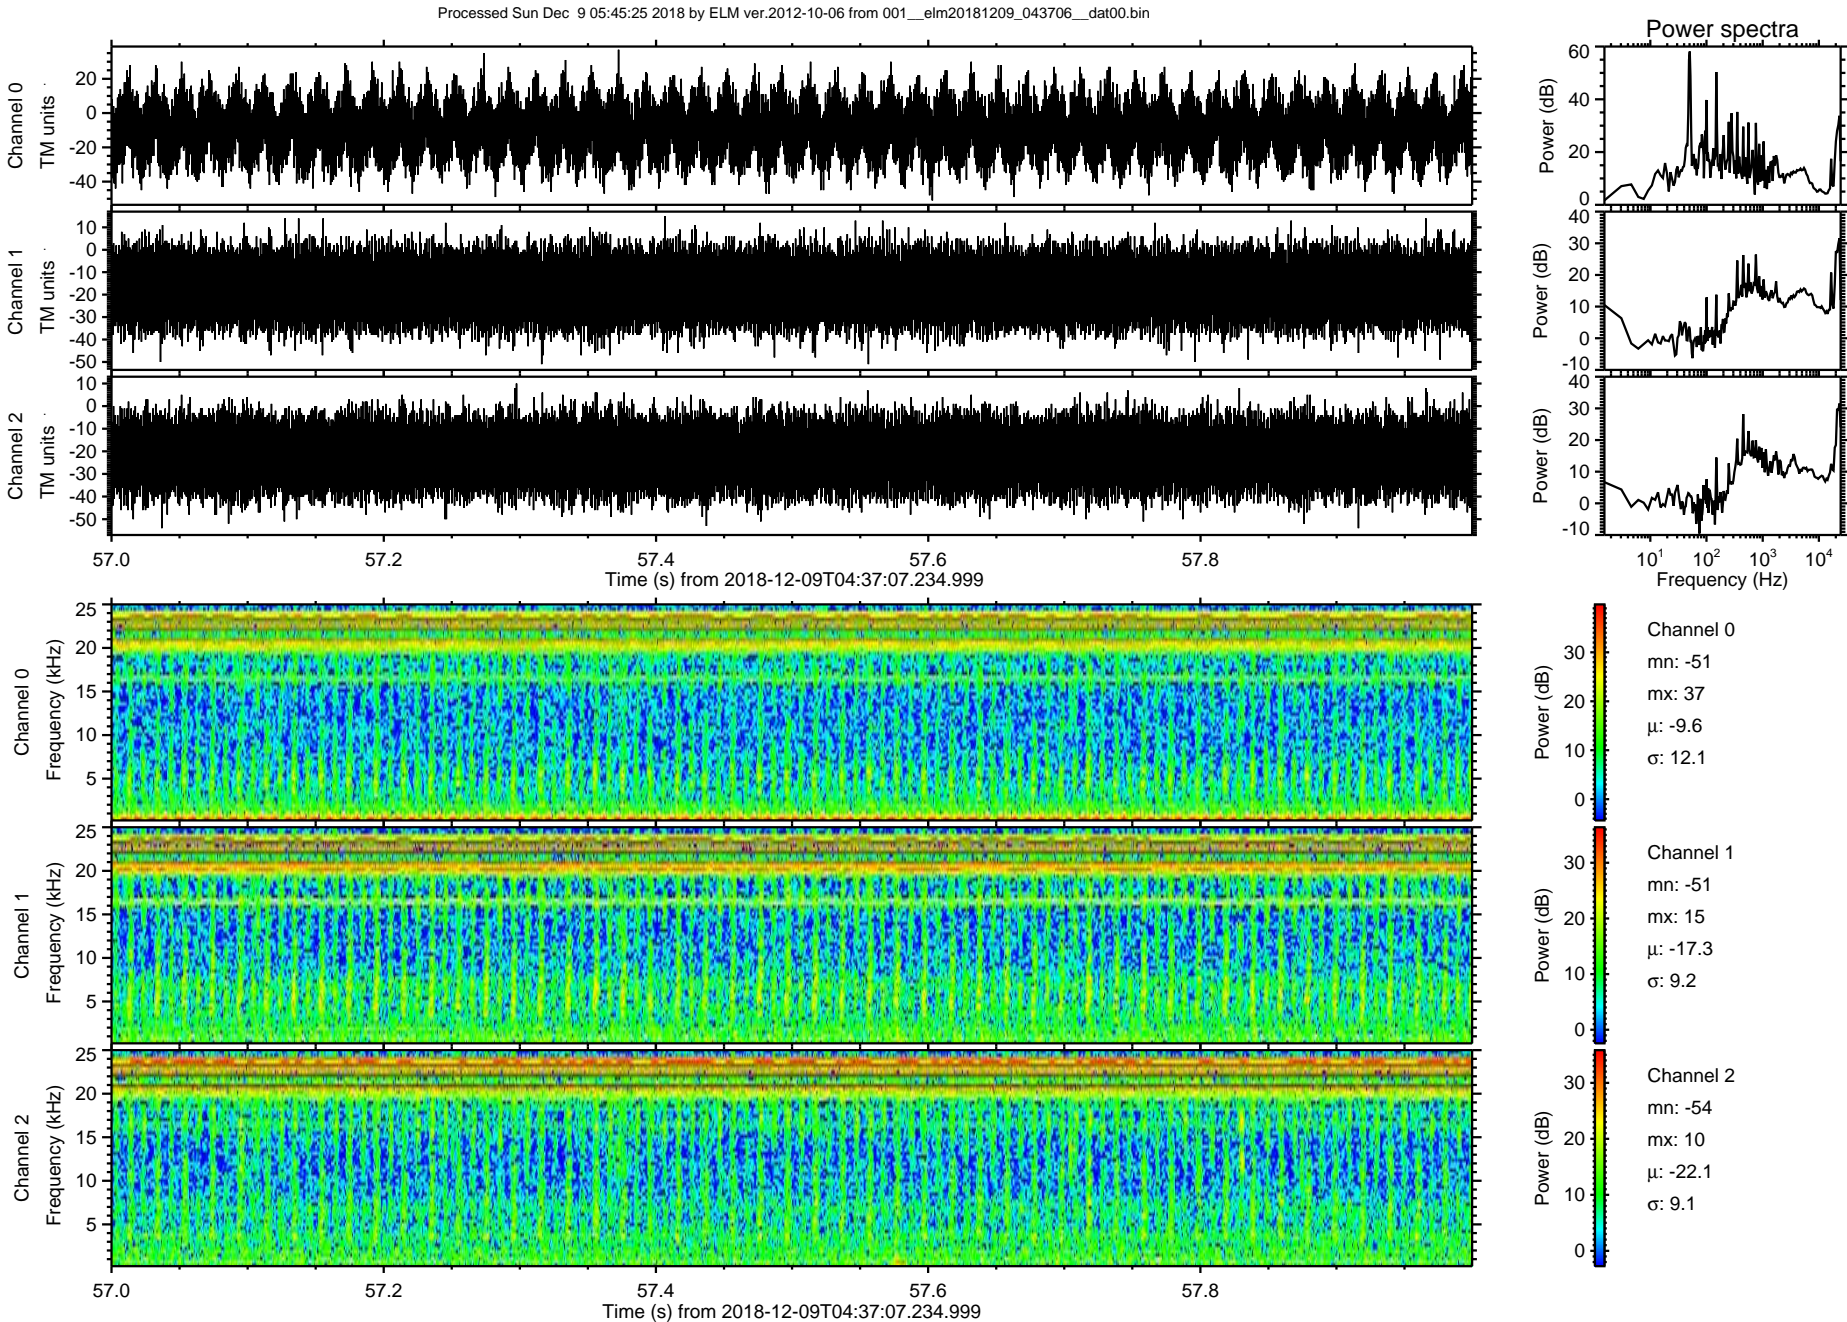 Processed Sun Dec  9 05:45:25 2018 by ELM ver.2012-10-06 from 001__elm20181209_043706__dat00.bin
Power spectra
Channel 0
TM units
20
0
-20
-40
Power (dB)
60
40
20
0
Channel 1
TM units
10
0
-10
-20
-30
-40
-50
Power (dB)
40
30
20
10
0
-10
Channel 2
TM units
10
0
-10
-20
-30
-40
-50
Power (dB)
40
30
20
10
0
-10
57.0 57.2 57.4 57.6 57.8
Time (s) from 2018-12-09T04:37:07.234.999
10^1 10^2 10^3 10^4
Frequency (Hz)
Channel 0
Frequency (kHz)
25
20
15
10
5
Power (dB)
30
20
10
0
Channel 0
mn: -51
mx: 37
μ: -9.6
σ: 12.1
Channel 1
Frequency (kHz)
25
20
15
10
5
Power (dB)
30
20
10
0
Channel 1
mn: -51
mx: 15
μ: -17.3
σ: 9.2
Channel 2
Frequency (kHz)
25
20
15
10
5
Power (dB)
30
20
10
0
Channel 2
mn: -54
mx: 10
μ: -22.1
σ: 9.1
57.0 57.2 57.4 57.6 57.8
Time (s) from 2018-12-09T04:37:07.234.999